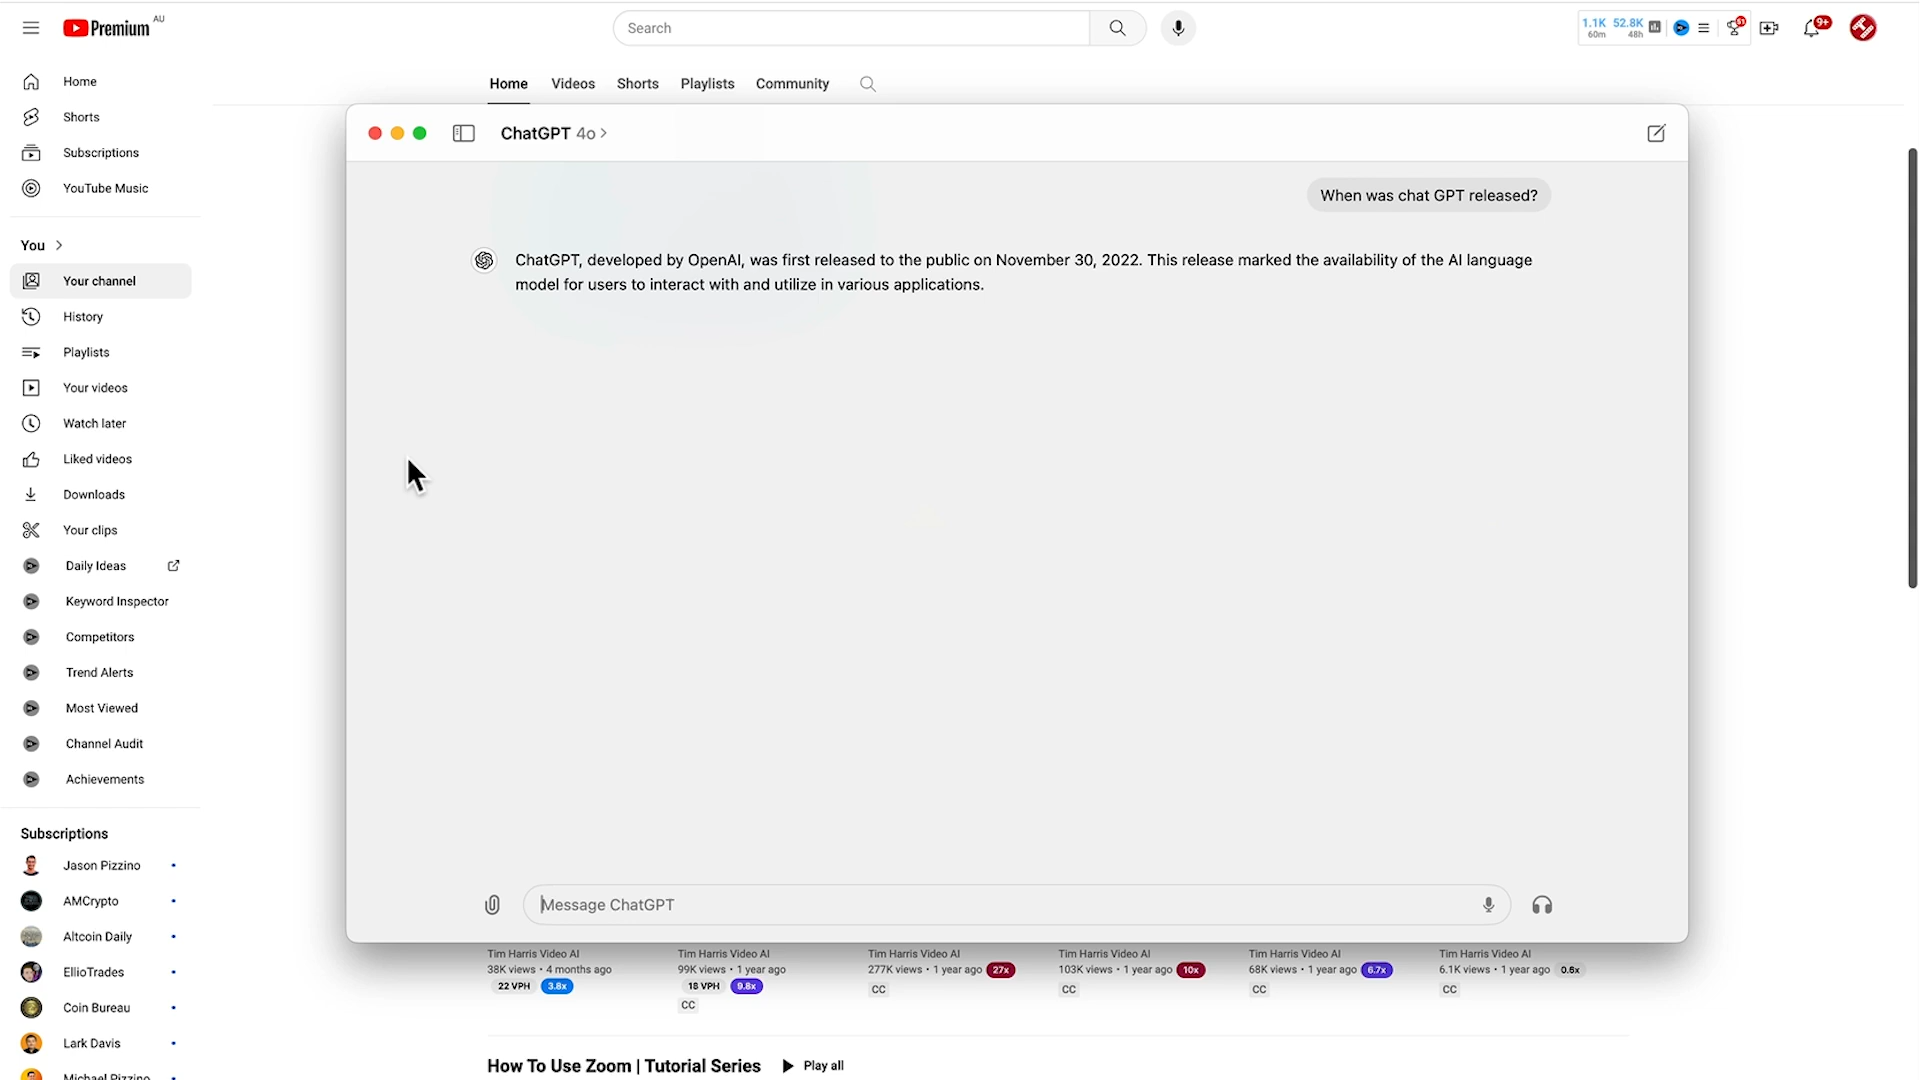 Premium AU
Search
1.1K 52.8K
60m 48h
51
9+
Home
Shorts
Subscriptions
YouTube Music
You
Your channel
History
Playlists
Your videos
Watch later
Liked videos
Downloads
Your clips
Daily Ideas
Keyword Inspector
Competitors
Trend Alerts
Most Viewed
Channel Audit
Achievements
Subscriptions
Jason Pizzino
AMCrypto
Altcoin Daily
EllioTrades
Coin Bureau
Lark Davis
Michael Pizzino
Home Videos Shorts Playlists Community
ChatGPT 4o >
When was chat GPT released?
ChatGPT, developed by OpenAI, was first released to the public on November 30, 2022. This release marked the availability of the AI language
model for users to interact with and utilize in various applications.
Message ChatGPT
Tim Harris Video AI
38K views • 4 months ago
22 VPH 3.8x
Tim Harris Video AI
99K views • 1 year ago
18 VPH 9.8x
CC
Tim Harris Video AI
277K views • 1 year ago 27x
CC
Tim Harris Video AI
103K views • 1 year ago 10x
CC
Tim Harris Video AI
68K views • 1 year ago 6.7x
CC
Tim Harris Video AI
6.1K views • 1 year ago 0.6x
CC
How To Use Zoom | Tutorial Series Play all